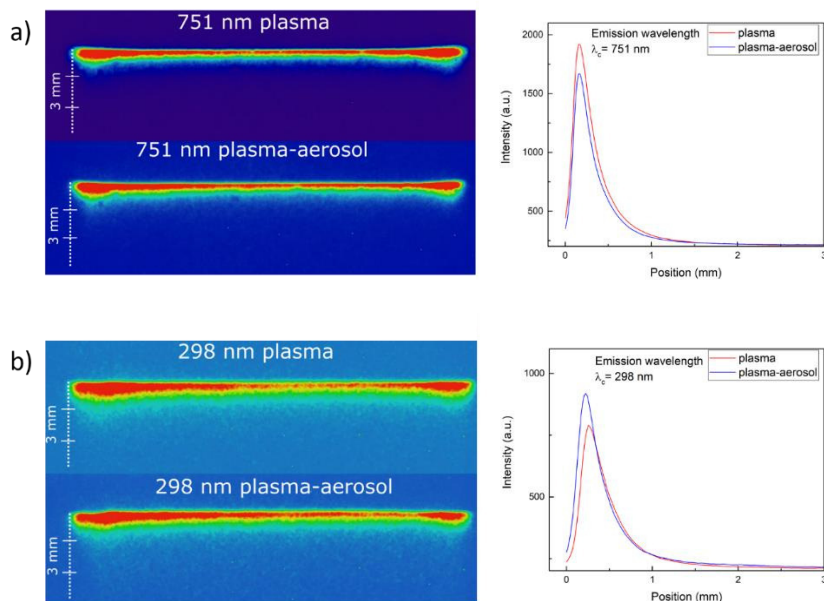 a)
751 nm plasma
3 mm
751 nm plasma-aerosol
3 mm
Emission wavelength
λc= 751 nm
plasma
plasma-aerosol
2000
1500
1000
500
Intensity (a.u.)
0
1
2
3
Position (mm)
b)
298 nm plasma
3 mm
298 nm plasma-aerosol
3 mm
Emission wavelength
λc= 298 nm
plasma
plasma-aerosol
1000
500
Intensity (a.u.)
0
1
2
3
Position (mm)